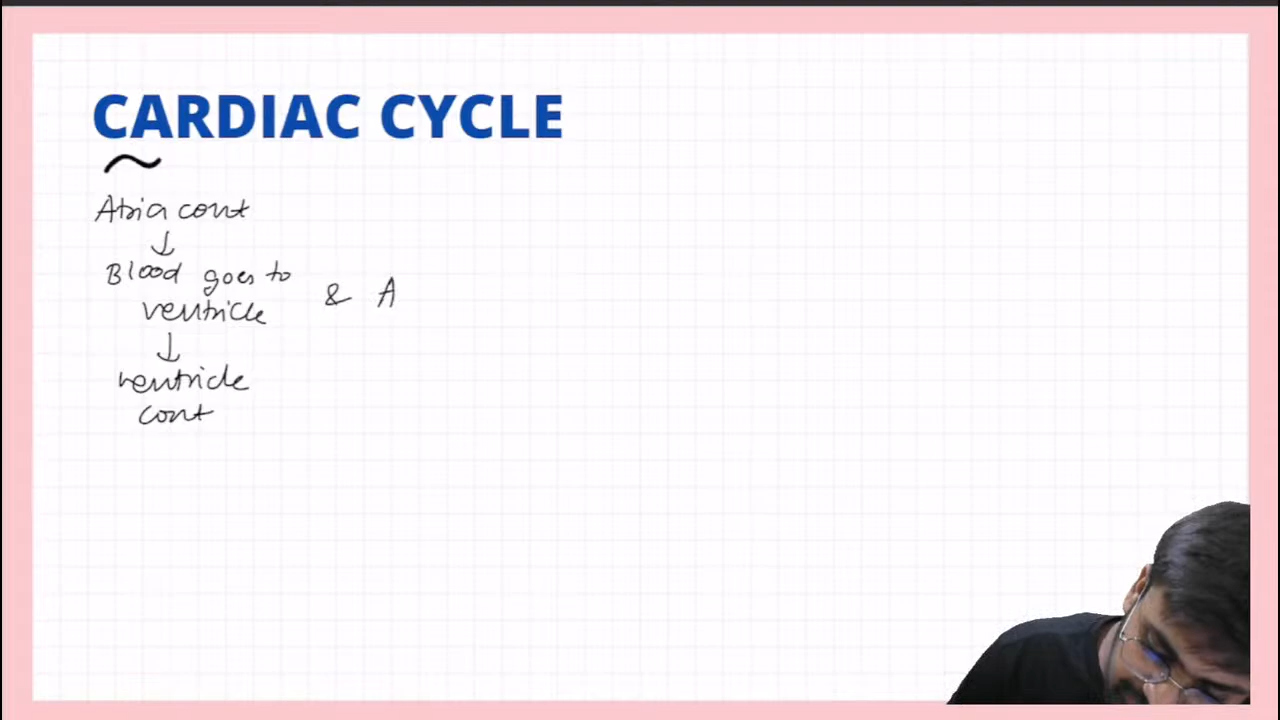 CARDIAC CYCLE
Atria cont
↓
Blood goes to
ventricle & A
↓
ventricle
cont